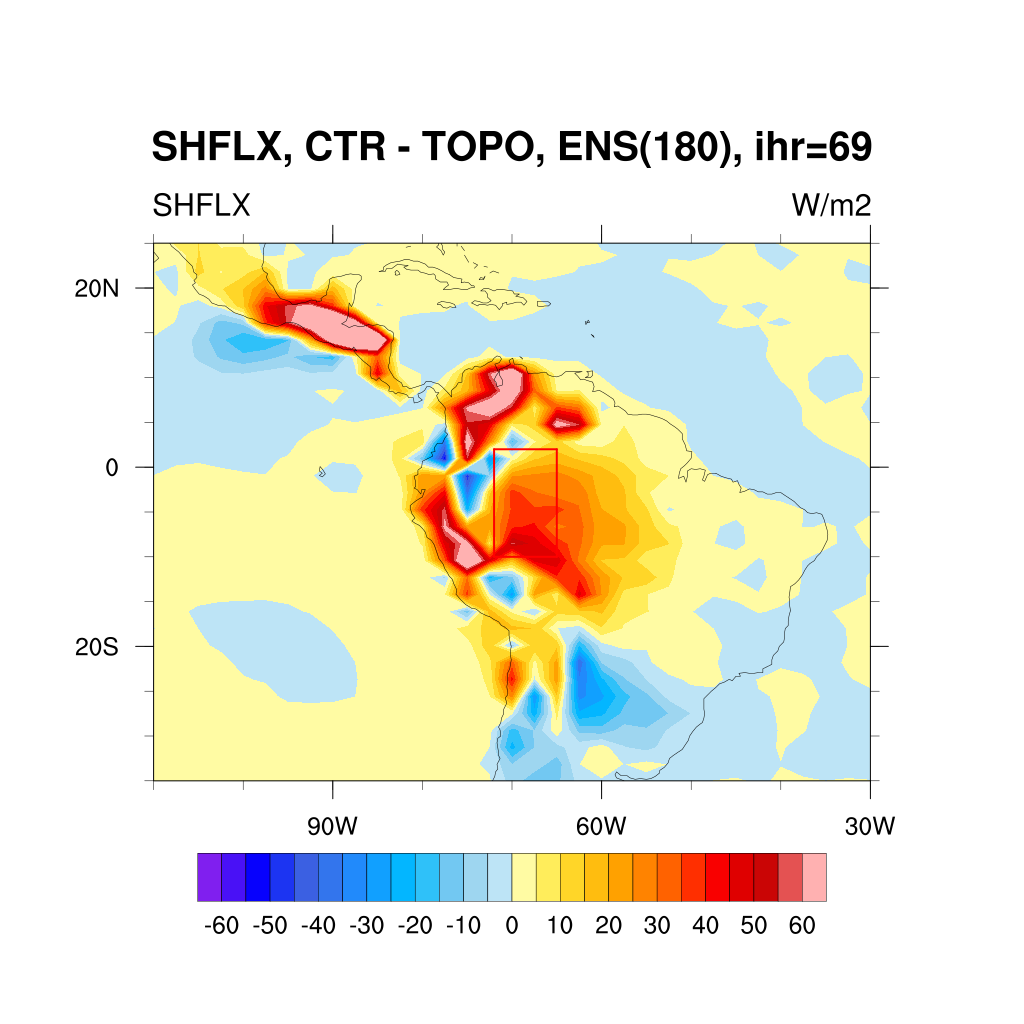 SHFLX, CTR - TOPO, ENS(180), ihr=69
SHFLX W/m2
20N
0
20S
90W 60W 30W
-60 -50 -40 -30 -20 -10 0 10 20 30 40 50 60